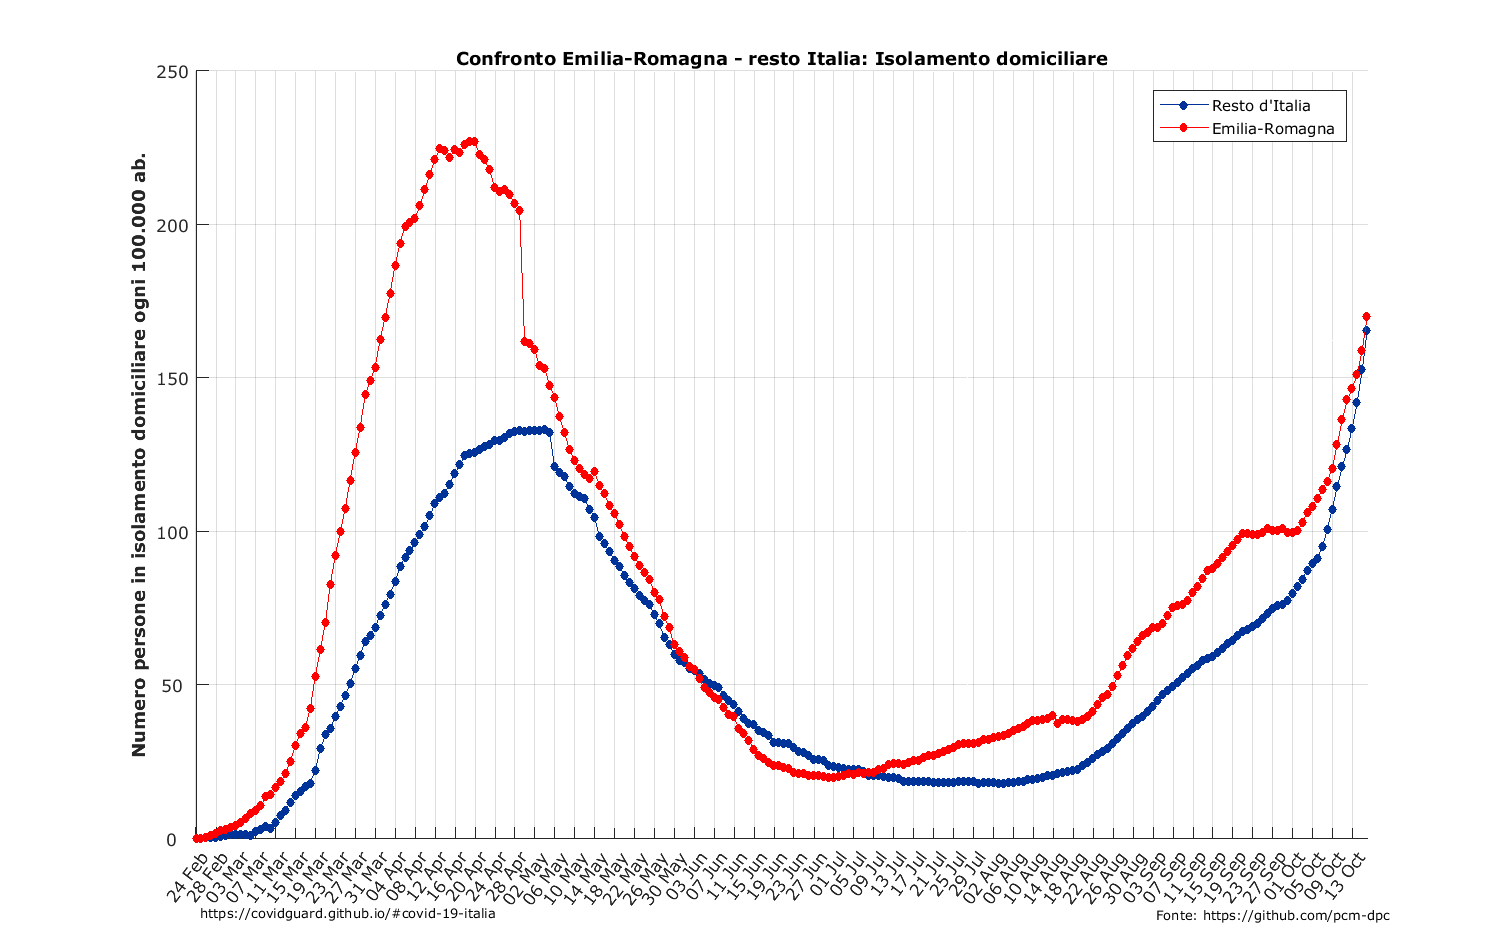 Confronto Emilia-Romagna - resto Italia: Isolamento domiciliare
Resto d'Italia
Emilia-Romagna
Numero persone in isolamento domiciliare ogni 100.000 ab.
250
200
150
100
50
0
24 Feb
28 Feb
03 Mar
07 Mar
11 Mar
15 Mar
19 Mar
23 Mar
27 Mar
31 Mar
04 Apr
08 Apr
12 Apr
16 Apr
20 Apr
24 Apr
28 Apr
02 May
06 May
10 May
14 May
18 May
22 May
26 May
30 May
03 Jun
07 Jun
11 Jun
15 Jun
19 Jun
23 Jun
27 Jun
01 Jul
05 Jul
09 Jul
13 Jul
17 Jul
21 Jul
25 Jul
29 Jul
02 Aug
06 Aug
10 Aug
14 Aug
18 Aug
22 Aug
26 Aug
30 Aug
03 Sep
07 Sep
11 Sep
15 Sep
19 Sep
23 Sep
27 Sep
01 Oct
05 Oct
09 Oct
13 Oct
https://covidguard.github.io/#covid-19-italia
Fonte: https://github.com/pcm-dpc